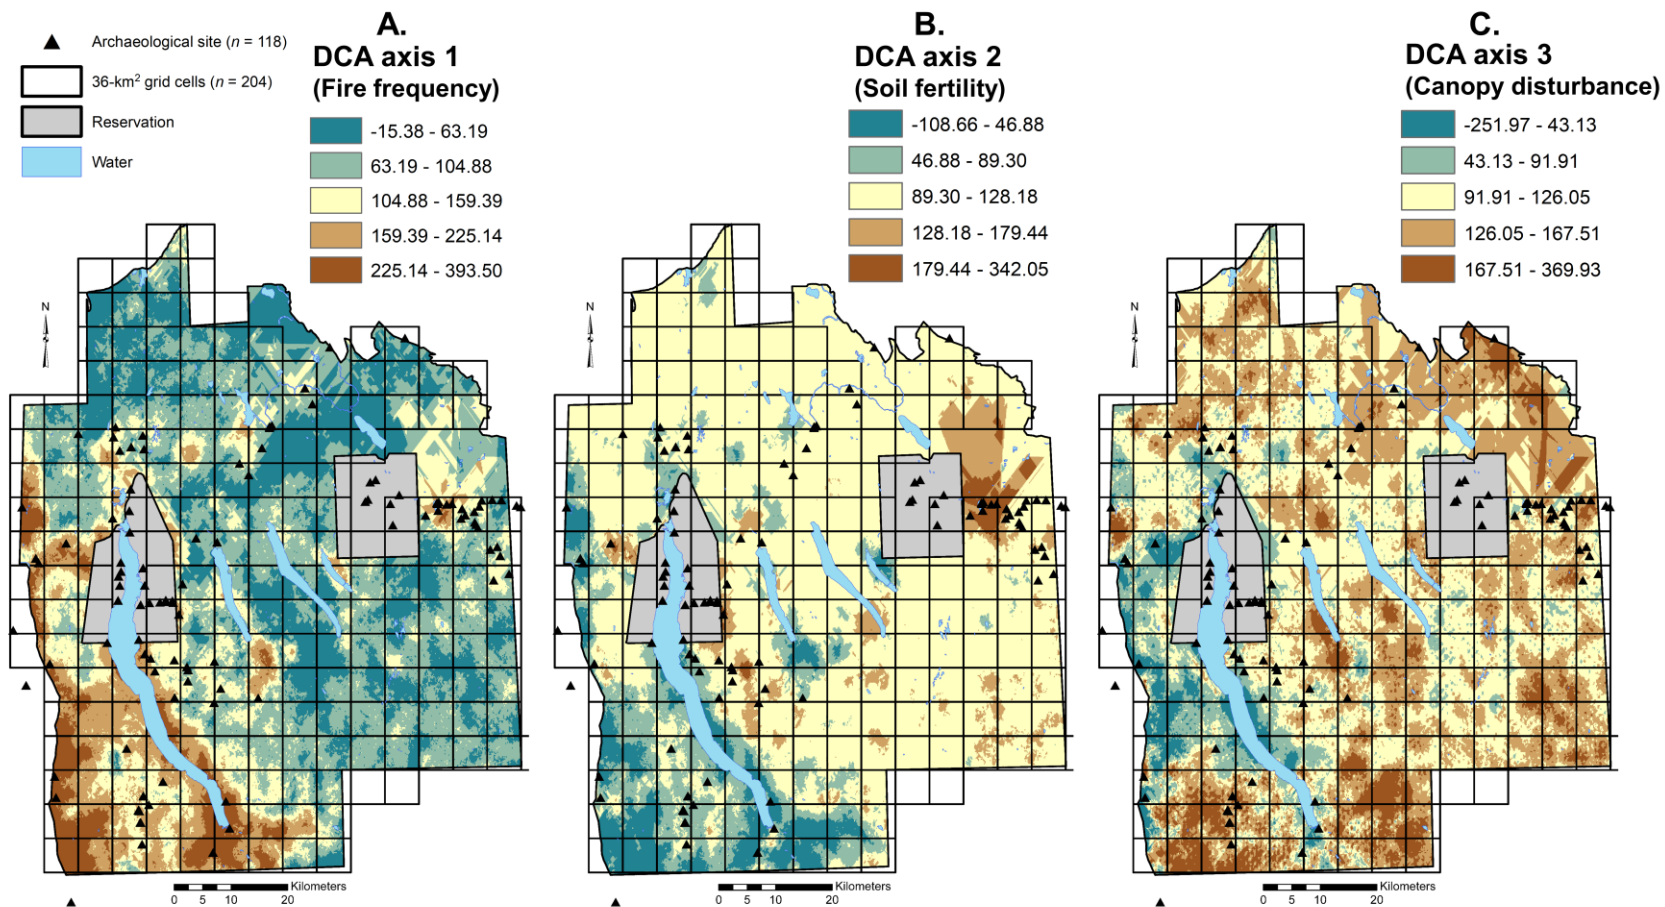 Archaeological site (n = 118)
36-km² grid cells (n = 204)
Reservation
Water
A.
DCA axis 1
(Fire frequency)
-15.38 - 63.19
63.19 - 104.88
104.88 - 159.39
159.39 - 225.14
225.14 - 393.50
N
Kilometers
0 5 10 20
B.
DCA axis 2
(Soil fertility)
-108.66 - 46.88
46.88 - 89.30
89.30 - 128.18
128.18 - 179.44
179.44 - 342.05
N
Kilometers
0 5 10 20
C.
DCA axis 3
(Canopy disturbance)
-251.97 - 43.13
43.13 - 91.91
91.91 - 126.05
126.05 - 167.51
167.51 - 369.93
N
Kilometers
0 5 10 20